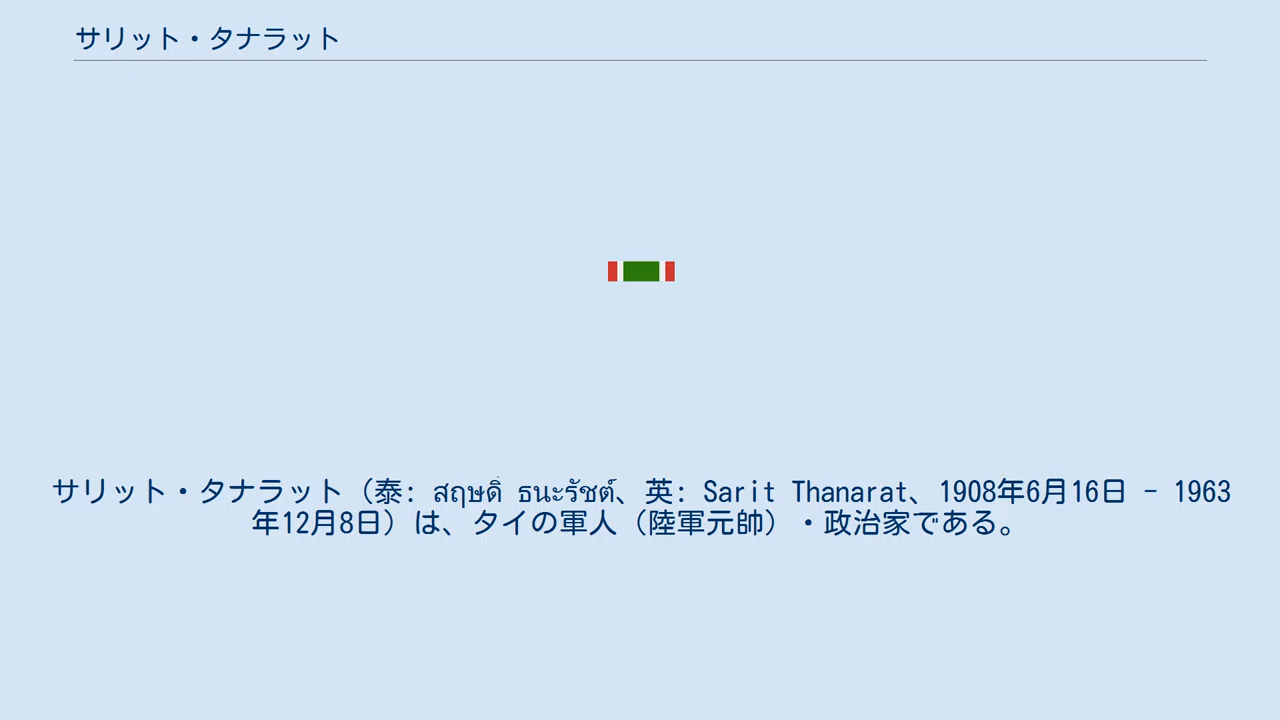 サリット・タナラット
サリット・タナラット（泰: สฤษดิ์ ธนะรัชต์、英: Sarit Thanarat、1908年6月16日 - 1963
年12月8日）は、タイの軍人（陸軍元帥）・政治家である。